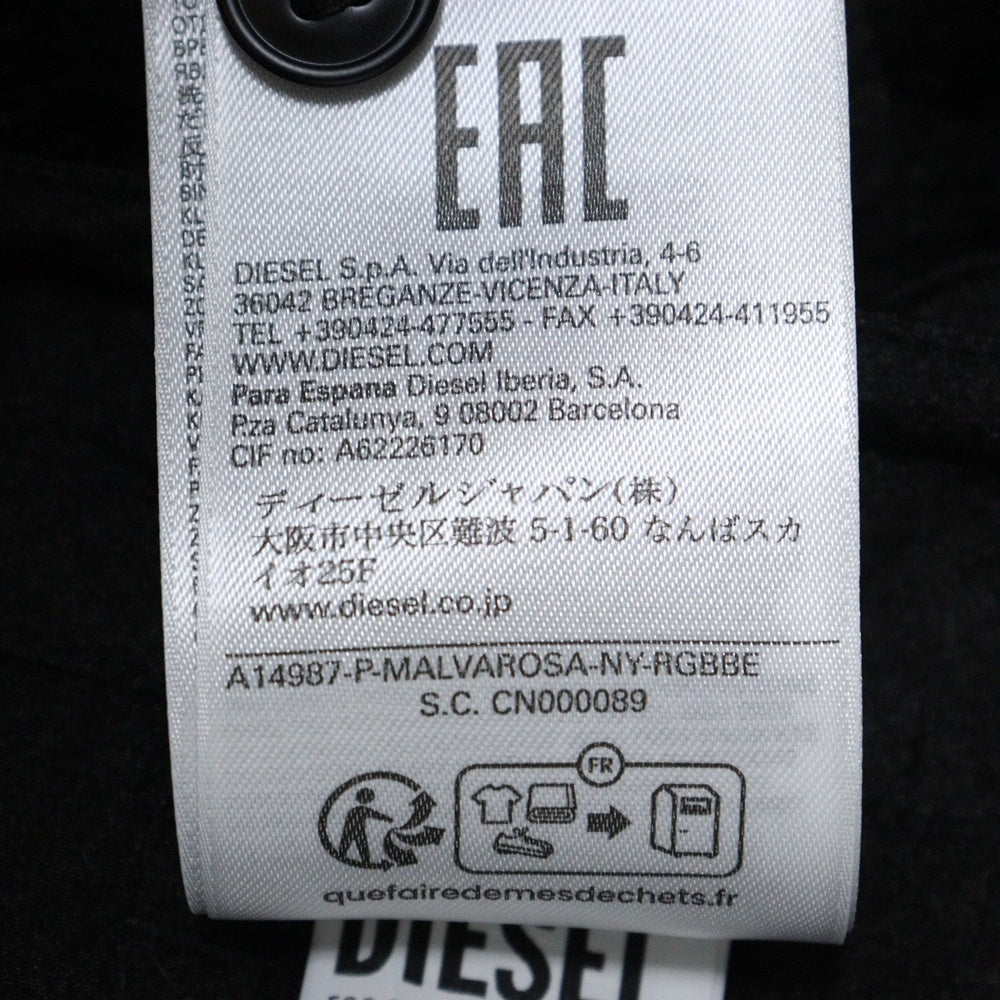 EAC
DIESEL S.p.A. Via dell'Industria, 4-6
36042 BREGANZE-VICENZA-ITALY
TEL +390424-477555 - FAX +390424-411955
WWW.DIESEL.COM
Para Espana Diesel Iberia, S.A.
P.za Catalunya, 9 08002 Barcelona
CIF no: A62226170
ディーゼルジャパン(株)
大阪市中央区難波 5-1-60 なんばスカ
イオ25F
www.diesel.co.jp
A14987-P-MALVAROSA-NY-RGBBE
S.C. CN000089
FR
quefairedemesdechets.fr
DIESEL